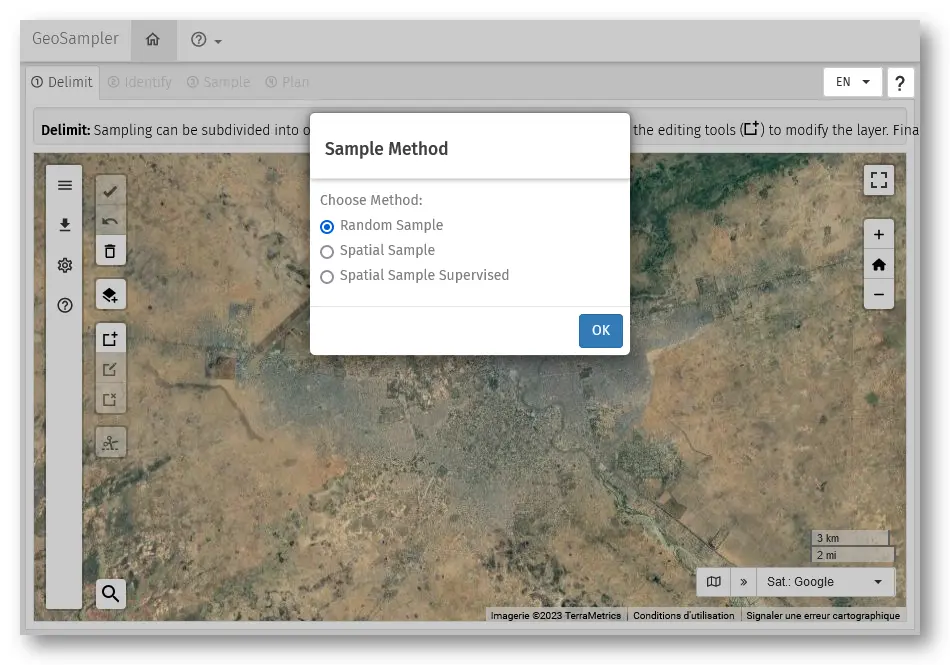 GeoSampler
① Delimit ② Identify ③ Sample ④ Plan
EN
?
Delimit: Sampling can be subdivided into o
the editing tools ( ) to modify the layer. Fina
Sample Method
Choose Method:
Random Sample
Spatial Sample
Spatial Sample Supervised
OK
+
−
3 km
2 mi
» Sat.: Google
Imagerie ©2023 TerraMetrics Conditions d'utilisation Signaler une erreur cartographique